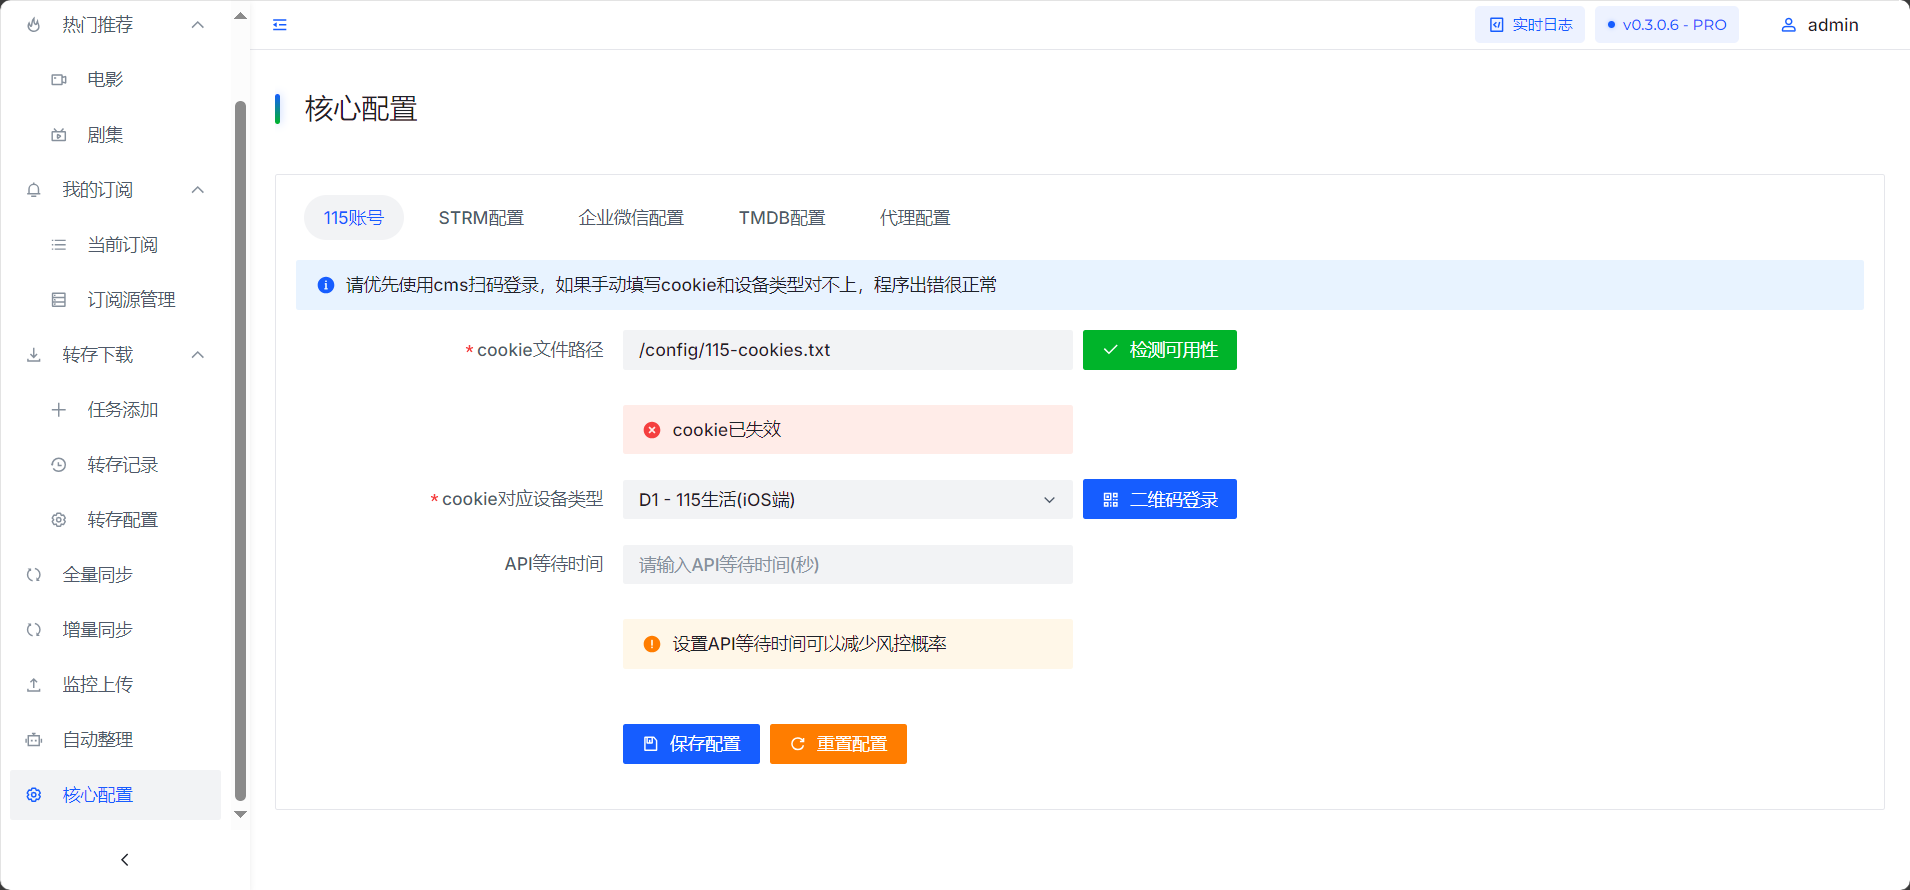 热门推荐
电影
剧集
我的订阅
当前订阅
订阅源管理
转存下载
任务添加
转存记录
转存配置
全量同步
增量同步
监控上传
自动整理
核心配置
实时日志
v0.3.0.6 - PRO
admin
核心配置
115账号
STRM配置
企业微信配置
TMDB配置
代理配置
请优先使用cms扫码登录，如果手动填写cookie和设备类型对不上，程序出错很正常
*cookie文件路径
/config/115-cookies.txt
检测可用性
cookie已失效
*cookie对应设备类型
D1 - 115生活(iOS端)
二维码登录
API等待时间
请输入API等待时间(秒)
设置API等待时间可以减少风控概率
保存配置
重置配置